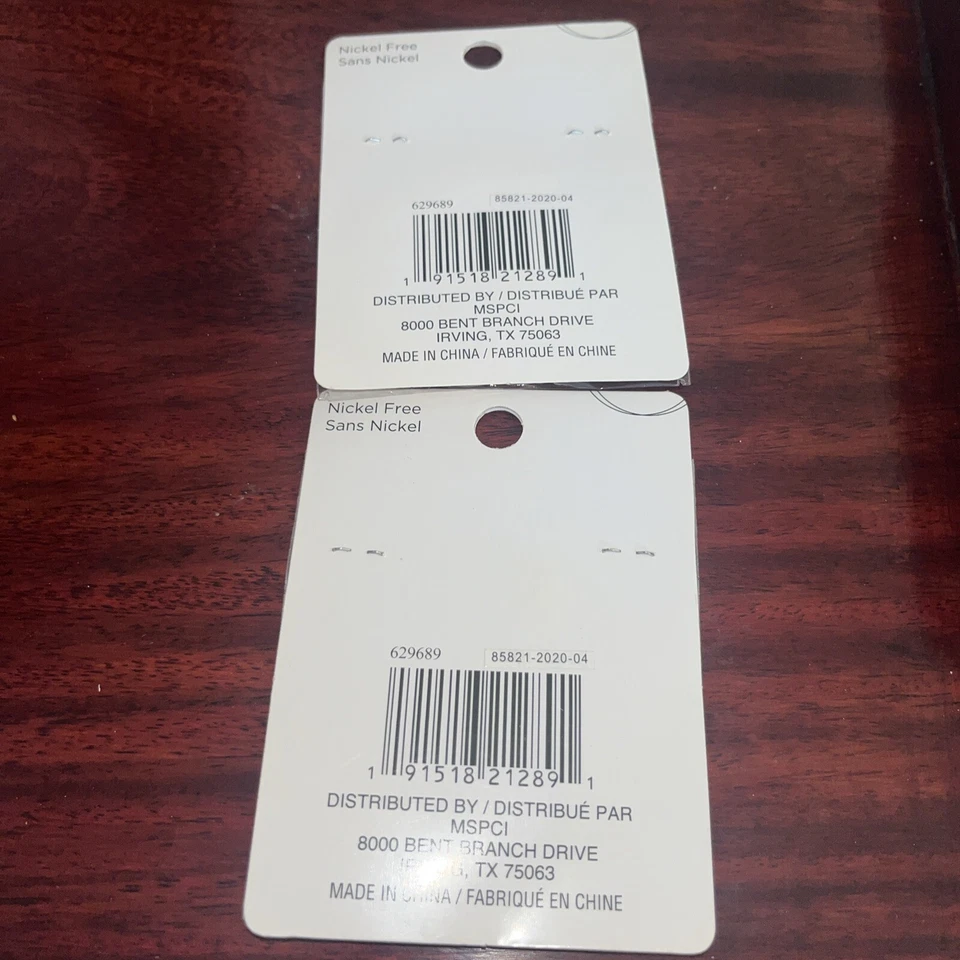 Nickel Free
Sans Nickel
629689 85821-2020-04
1 91518 21289 1
DISTRIBUTED BY / DISTRIBUÉ PAR
MSPCI
8000 BENT BRANCH DRIVE
IRVING, TX 75063
MADE IN CHINA / FABRIQUÉ EN CHINE
Nickel Free
Sans Nickel
629689 85821-2020-04
1 91518 21289 1
DISTRIBUTED BY / DISTRIBUÉ PAR
MSPCI
8000 BENT BRANCH DRIVE
IRVING, TX 75063
MADE IN CHINA / FABRIQUÉ EN CHINE